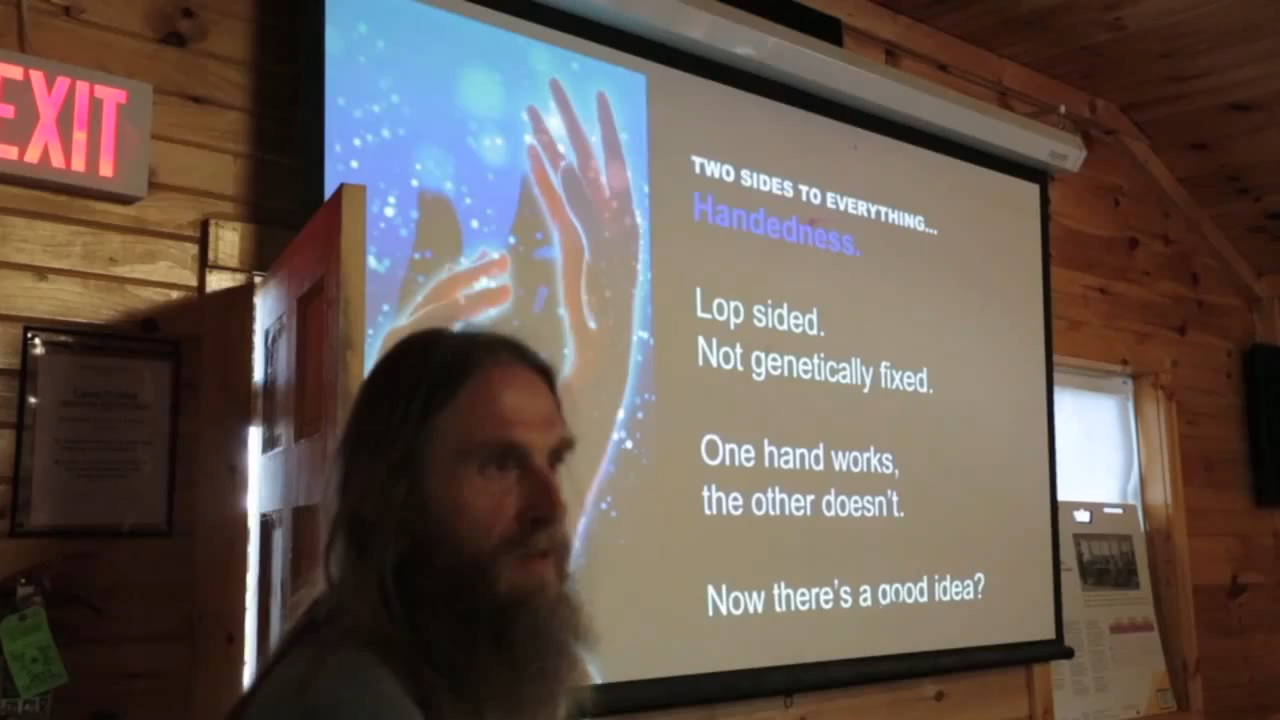 EXIT
TWO SIDES TO EVERYTHING...
Handedness.
Lop sided.
Not genetically fixed.
One hand works,
the other doesn't.
Now there's a good idea?